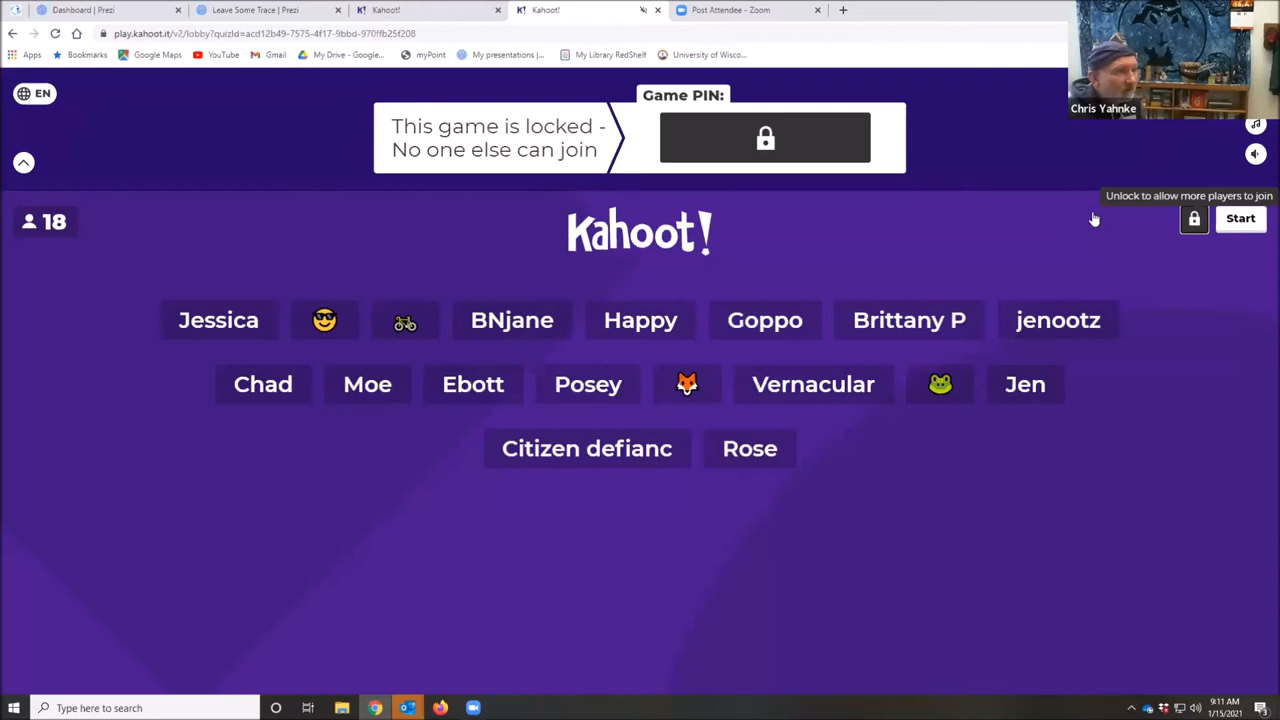 Dashboard | Prezi
Leave Some Trace | Prezi
Kahoot!
Kahoot!
Post Attendee - Zoom
play.kahoot.it/v2/lobby?quizId=acd12b49-7575-4f17-9bbd-970ffb25f208
Apps
Bookmarks
Google Maps
YouTube
Gmail
My Drive - Google...
myPoint
My presentations |...
My Library RedShelf
University of Wisco...
Chris Yahnke
EN
Game PIN:
This game is locked -
No one else can join
Unlock to allow more players to join
18
Kahoot!
Start
Jessica
BNjane
Happy
Goppo
Brittany P
jenootz
Chad
Moe
Ebott
Posey
Vernacular
Jen
Citizen defianc
Rose
Type here to search
9:11 AM
1/15/2021